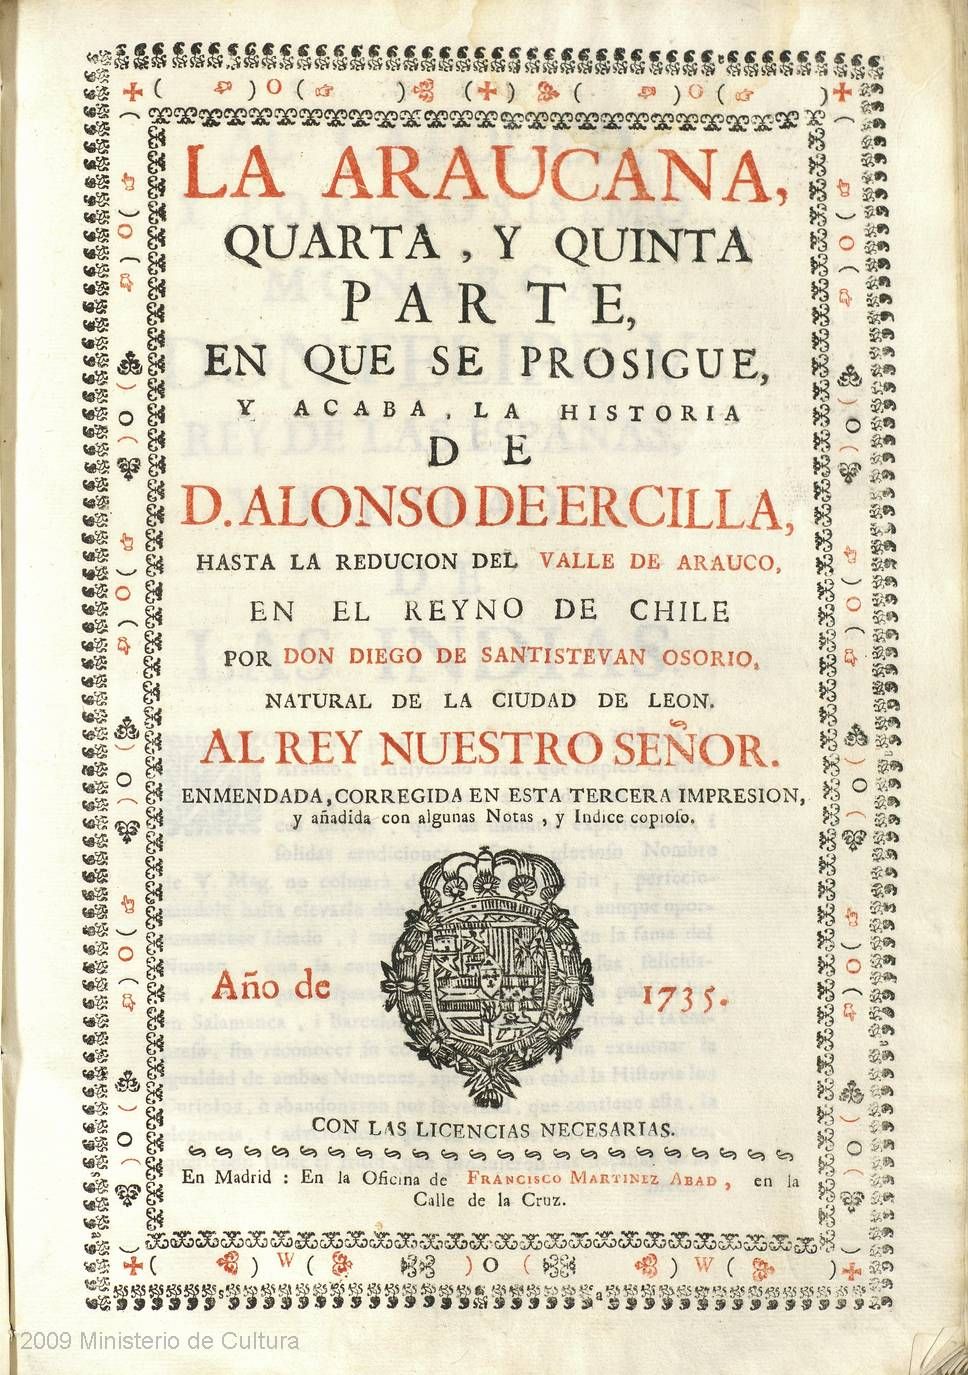 LA ARAUCANA,
QUARTA, Y QUINTA
PARTE,
EN QUE SE PROSIGUE,
Y ACABA, LA HISTORIA
DE
D. ALONSO DE ERCILLA,
HASTA LA REDUCION DEL VALLE DE ARAUCO,
EN EL REYNO DE CHILE
POR DON DIEGO DE SANTISTEVAN OSORIO,
NATURAL DE LA CIUDAD DE LEON.
AL REY NUESTRO SEÑOR.
ENMENDADA, CORREGIDA EN ESTA TERCERA IMPRESION,
y añadida con algunas Notas, y Indice copioſo.
Año de 1735.
CON LAS LICENCIAS NECESARIAS.
En Madrid: En la Oficina de FRANCISCO MARTINEZ ABAD, en la
Calle de la Cruz.
2009 Ministerio de Cultura